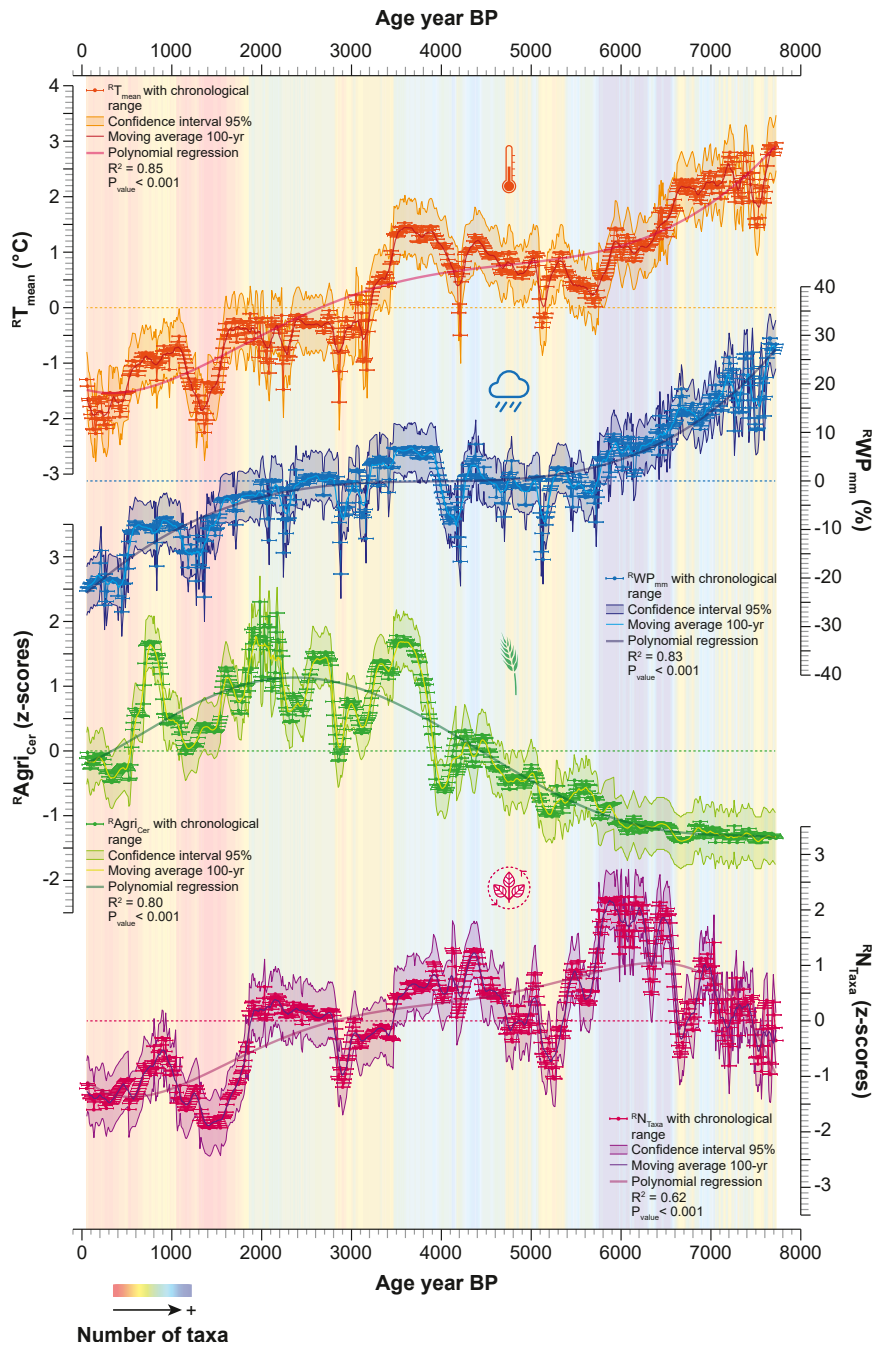 Age year BP
0 1000 2000 3000 4000 5000 6000 7000 8000
4
3
2
1
0
-1
-2
-3
RTmean (°C)
RTmean with chronological
range
Confidence interval 95%
Moving average 100-yr
Polynomial regression
R² = 0.85
Pvalue < 0.001
40
30
20
10
0
-10
-20
-30
-40
RWPmm (%)
RWPmm with chronological
range
Confidence interval 95%
Moving average 100-yr
Polynomial regression
R² = 0.83
Pvalue < 0.001
3
2
1
0
-1
-2
RAgriCer (z-scores)
RAgriCer with chronological
range
Confidence interval 95%
Moving average 100-yr
Polynomial regression
R² = 0.80
Pvalue < 0.001
3
2
1
0
-1
-2
-3
RNTaxa (z-scores)
RNTaxa with chronological
range
Confidence interval 95%
Moving average 100-yr
Polynomial regression
R² = 0.62
Pvalue < 0.001
0 1000 2000 3000 4000 5000 6000 7000 8000
Age year BP
+
Number of taxa